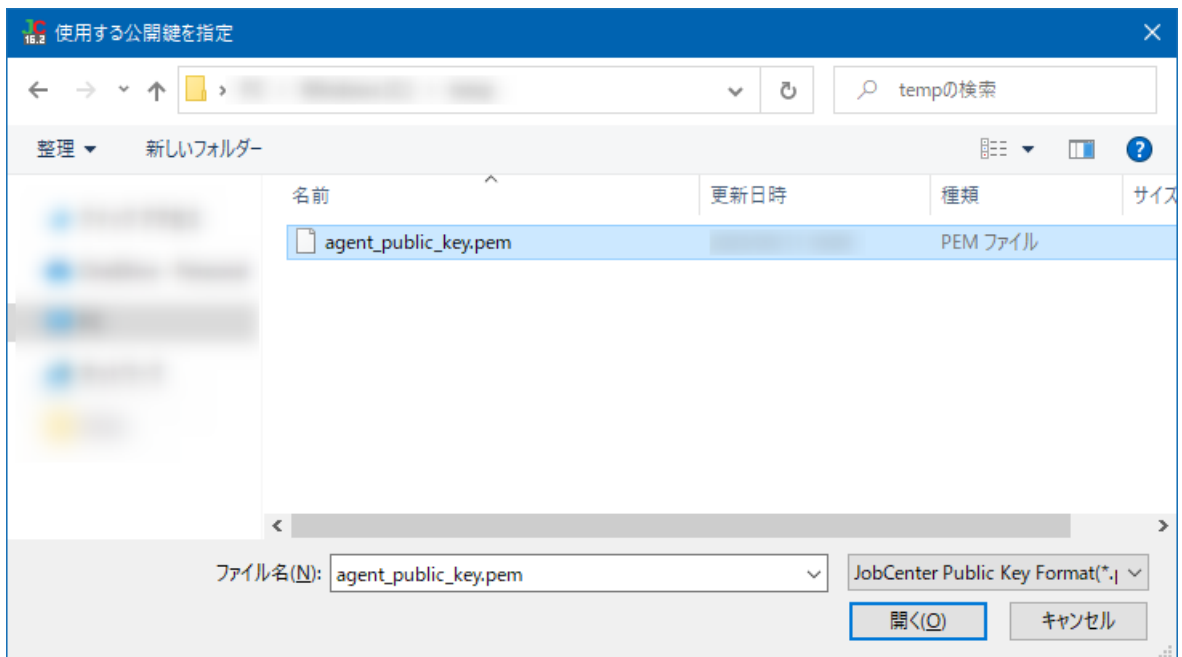 JC
16.2
使用する公開鍵を指定
tempの検索
整理
新しいフォルダー
名前
更新日時
種類
サイズ
agent_public_key.pem
PEM ファイル
ファイル名(N):
agent_public_key.pem
JobCenter Public Key Format(*.p
開く(O)
キャンセル